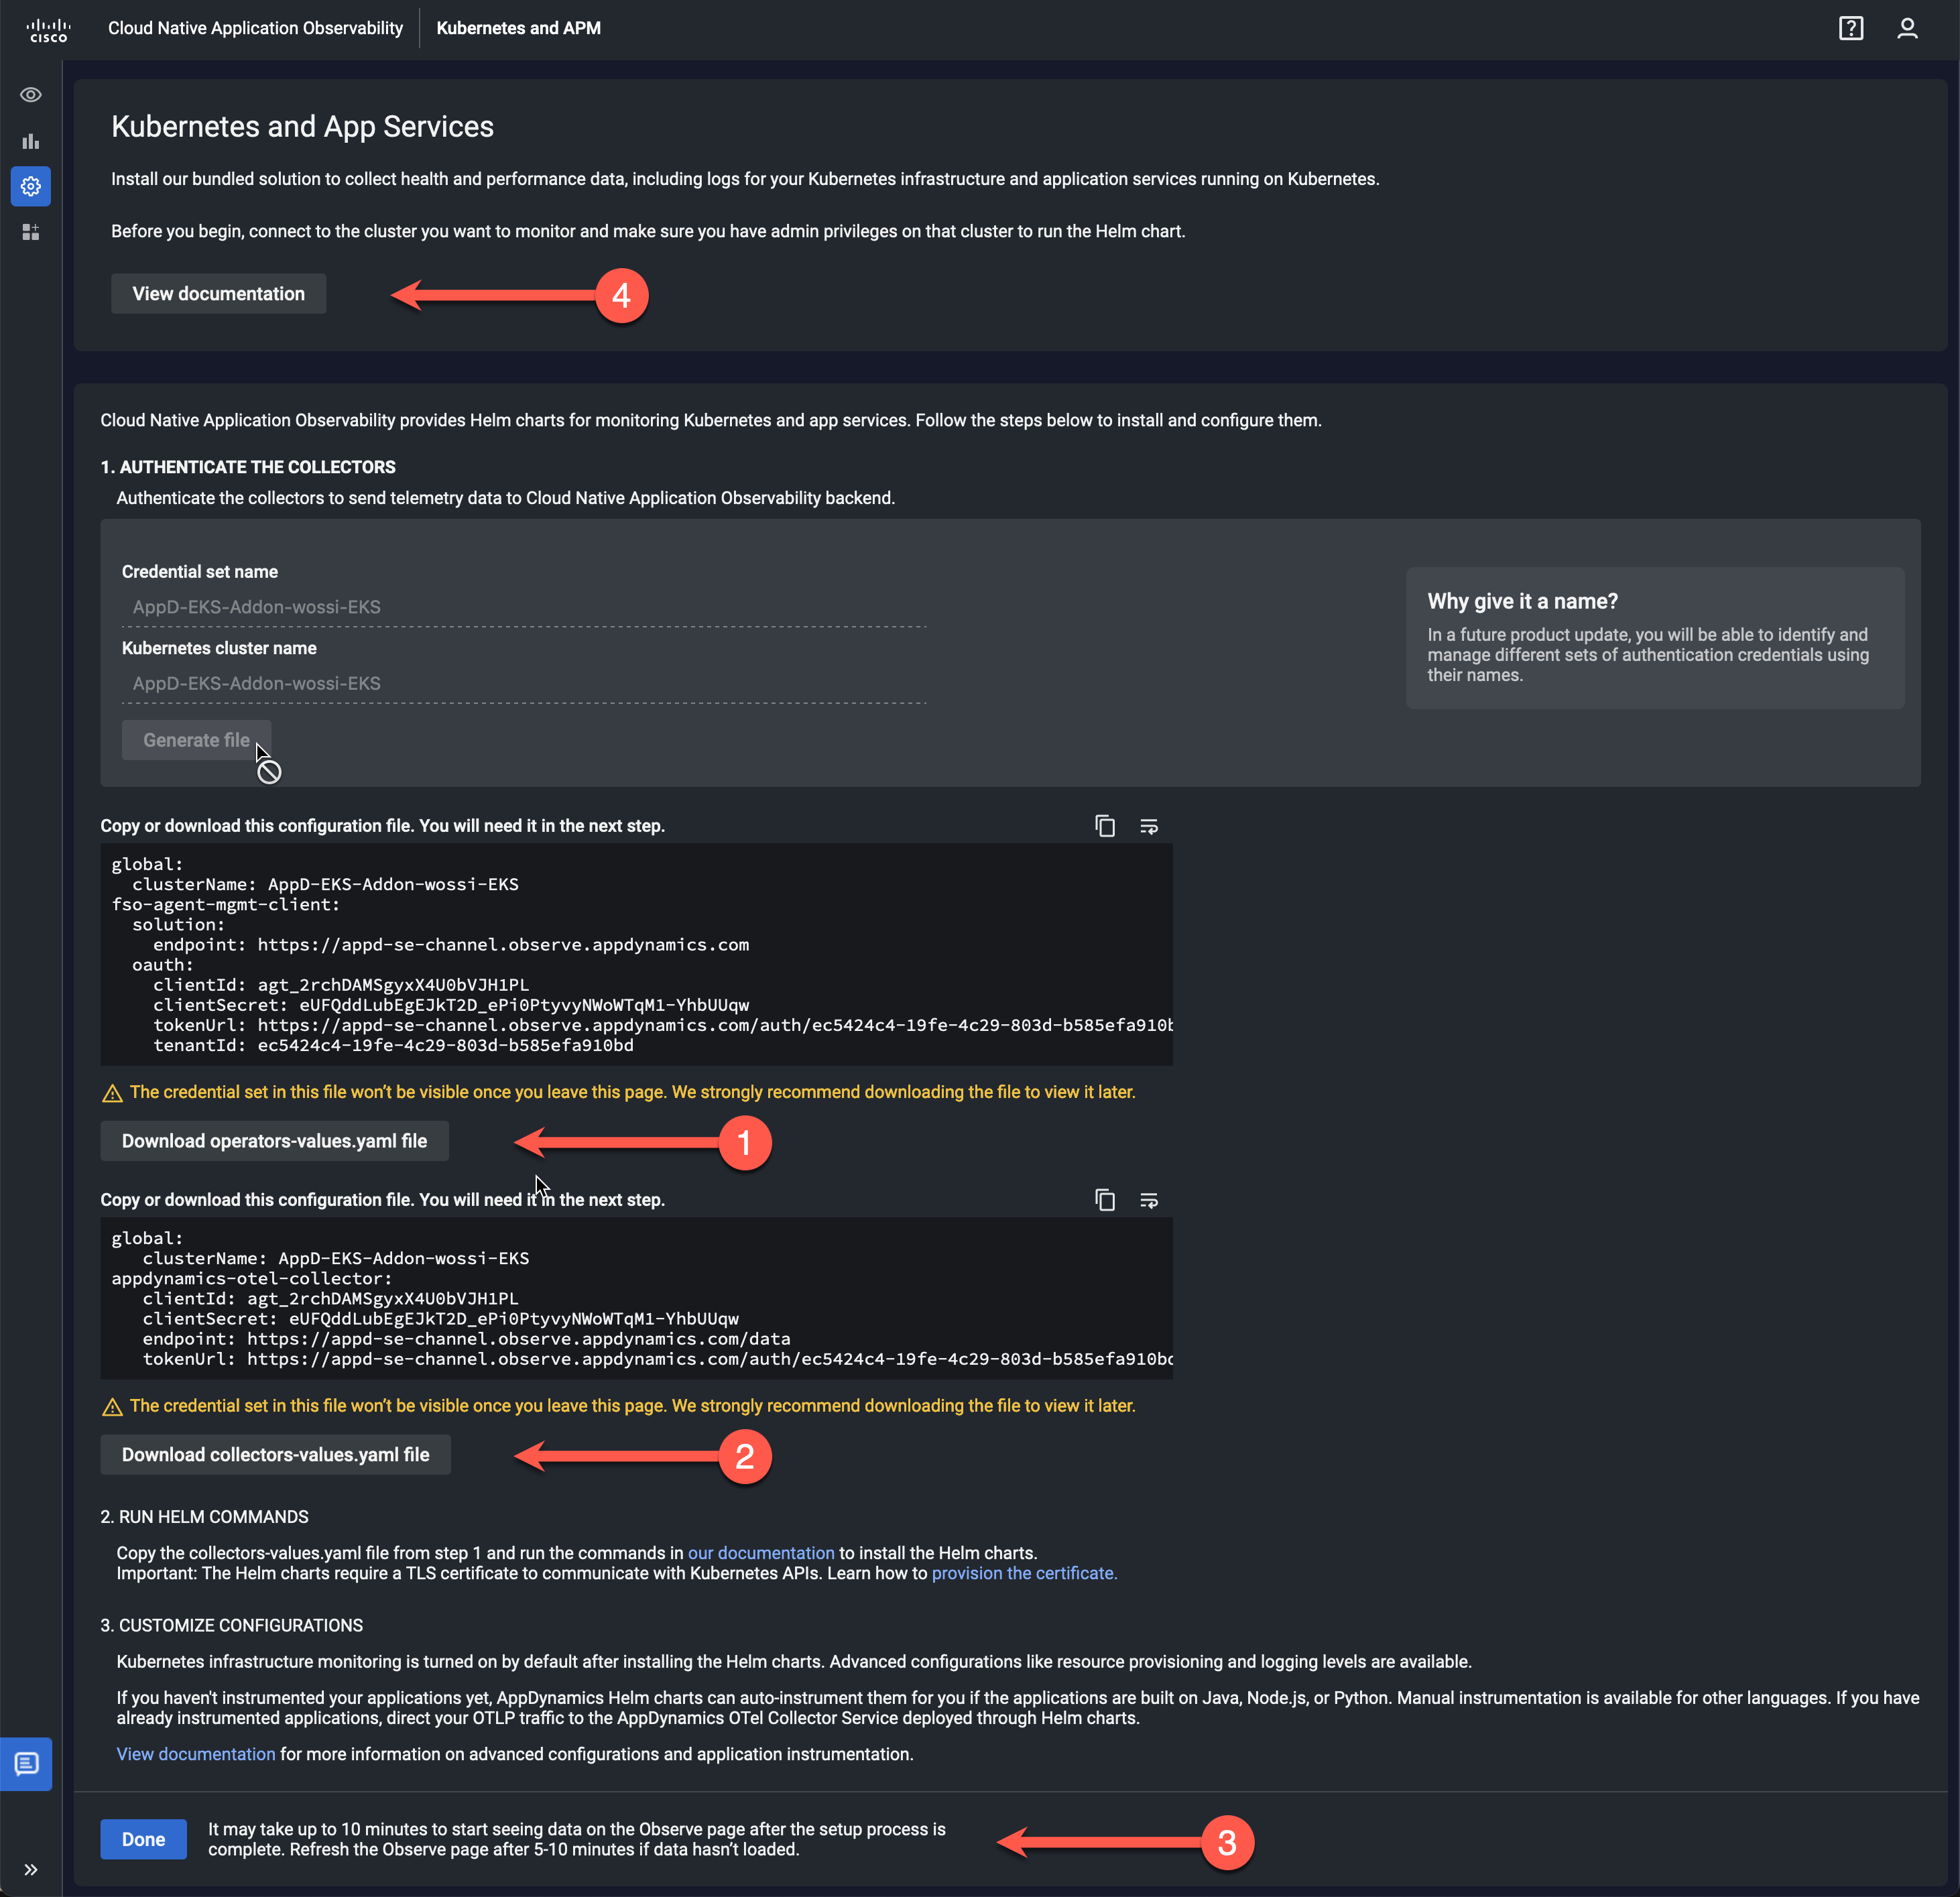 CISCO
Cloud Native Application Observability
Kubernetes and APM
Kubernetes and App Services
Install our bundled solution to collect health and performance data, including logs for your Kubernetes infrastructure and application services running on Kubernetes.
Before you begin, connect to the cluster you want to monitor and make sure you have admin privileges on that cluster to run the Helm chart.
View documentation
4
Cloud Native Application Observability provides Helm charts for monitoring Kubernetes and app services. Follow the steps below to install and configure them.
1. AUTHENTICATE THE COLLECTORS
Authenticate the collectors to send telemetry data to Cloud Native Application Observability backend.
Credential set name
AppD-EKS-Addon-wossi-EKS
Kubernetes cluster name
AppD-EKS-Addon-wossi-EKS
Generate file
Why give it a name?
In a future product update, you will be able to identify and
manage different sets of authentication credentials using
their names.
Copy or download this configuration file. You will need it in the next step.
global:
clusterName: AppD-EKS-Addon-wossi-EKS
fso-agent-mgmt-client:
solution:
endpoint: https://appd-se-channel.observe.appdynamics.com
oauth:
clientId: agt_2rchDAMSgyxX4U0bVJH1PL
clientSecret: eUFQddLubEgEJkT2D_ePi0PtyvyNWoWTqM1-YhbUUqw
tokenUrl: https://appd-se-channel.observe.appdynamics.com/auth/ec5424c4-19fe-4c29-803d-b585efa910b
tenantId: ec5424c4-19fe-4c29-803d-b585efa910bd
The credential set in this file won’t be visible once you leave this page. We strongly recommend downloading the file to view it later.
Download operators-values.yaml file
1
Copy or download this configuration file. You will need it in the next step.
global:
clusterName: AppD-EKS-Addon-wossi-EKS
appdynamics-otel-collector:
clientId: agt_2rchDAMSgyxX4U0bVJH1PL
clientSecret: eUFQddLubEgEJkT2D_ePi0PtyvyNWoWTqM1-YhbUUqw
endpoint: https://appd-se-channel.observe.appdynamics.com/data
tokenUrl: https://appd-se-channel.observe.appdynamics.com/auth/ec5424c4-19fe-4c29-803d-b585efa910bd
The credential set in this file won’t be visible once you leave this page. We strongly recommend downloading the file to view it later.
Download collectors-values.yaml file
2
2. RUN HELM COMMANDS
Copy the collectors-values.yaml file from step 1 and run the commands in our documentation to install the Helm charts.
Important: The Helm charts require a TLS certificate to communicate with Kubernetes APIs. Learn how to provision the certificate.
3. CUSTOMIZE CONFIGURATIONS
Kubernetes infrastructure monitoring is turned on by default after installing the Helm charts. Advanced configurations like resource provisioning and logging levels are available.
If you haven't instrumented your applications yet, AppDynamics Helm charts can auto-instrument them for you if the applications are built on Java, Node.js, or Python. Manual instrumentation is available for other languages. If you have
already instrumented applications, direct your OTLP traffic to the AppDynamics OTel Collector Service deployed through Helm charts.
View documentation for more information on advanced configurations and application instrumentation.
Done
It may take up to 10 minutes to start seeing data on the Observe page after the setup process is
complete. Refresh the Observe page after 5-10 minutes if data hasn’t loaded.
3